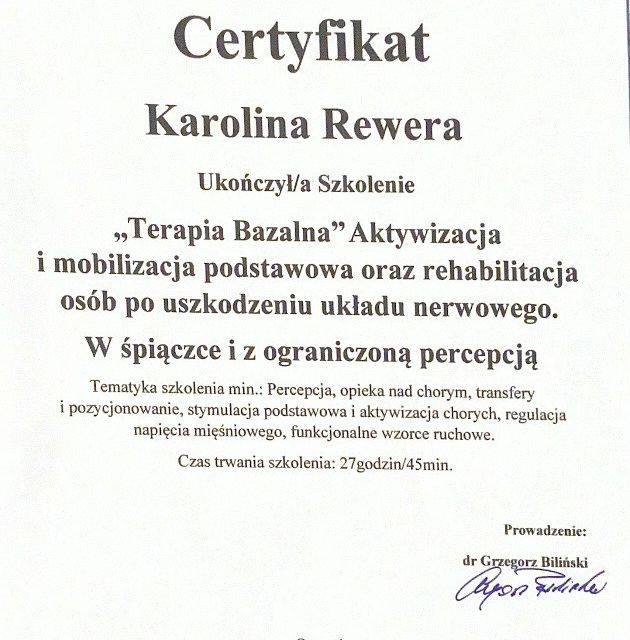 Certyfikat
Karolina Rewera
Ukończył/a Szkolenie
„Terapia Bazalna” Aktywizacja
i mobilizacja podstawowa oraz rehabilitacja
osób po uszkodzeniu układu nerwowego.
W śpiączce i z ograniczoną percepcją
Tematyka szkolenia min.: Percepcja, opieka nad chorym, transfery
i pozycjonowanie, stymulacja podstawowa i aktywizacja chorych, regulacja
napięcia mięśniowego, funkcjonalne wzorce ruchowe.
Czas trwania szkolenia: 27godzin/45min.
Prowadzenie:
dr Grzegorz Biliński